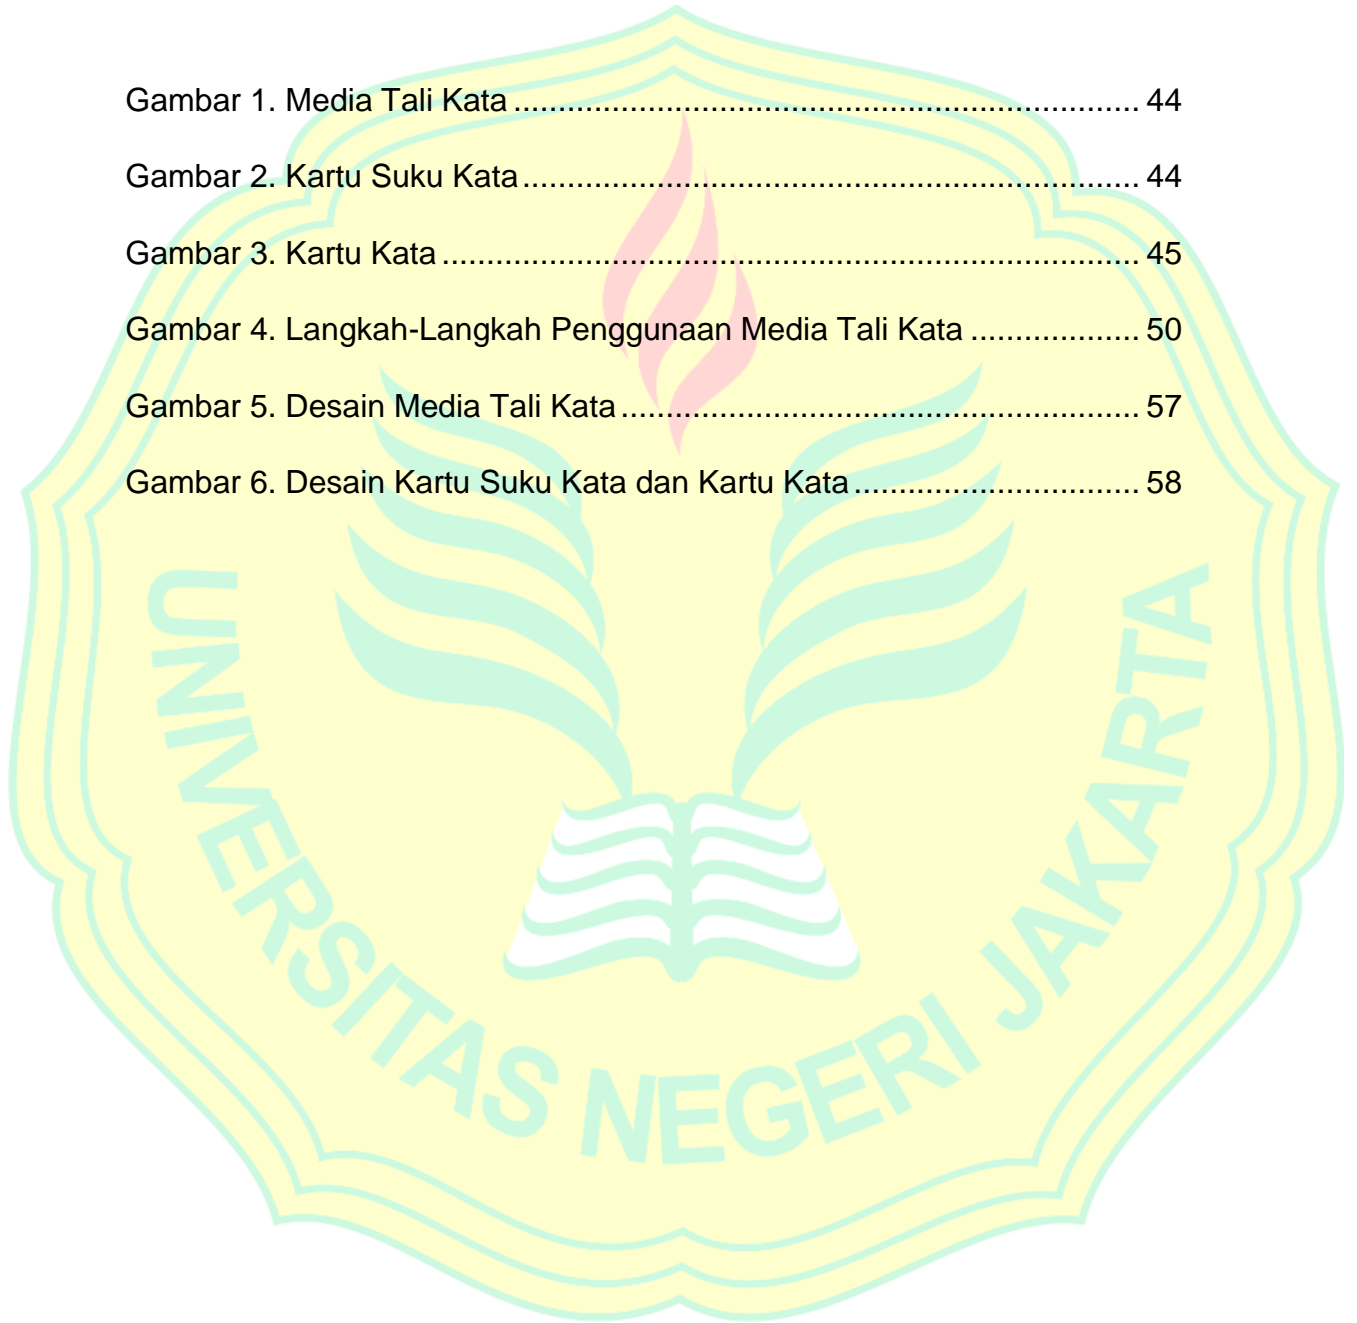 Gambar 1. Media Tali Kata ...................................................................... 44
Gambar 2. Kartu Suku Kata ..................................................................... 44
Gambar 3. Kartu Kata .............................................................................. 45
Gambar 4. Langkah-Langkah Penggunaan Media Tali Kata ................... 50
Gambar 5. Desain Media Tali Kata .......................................................... 57
Gambar 6. Desain Kartu Suku Kata dan Kartu Kata ................................ 58
UNIVERSITAS NEGERI JAKARTA